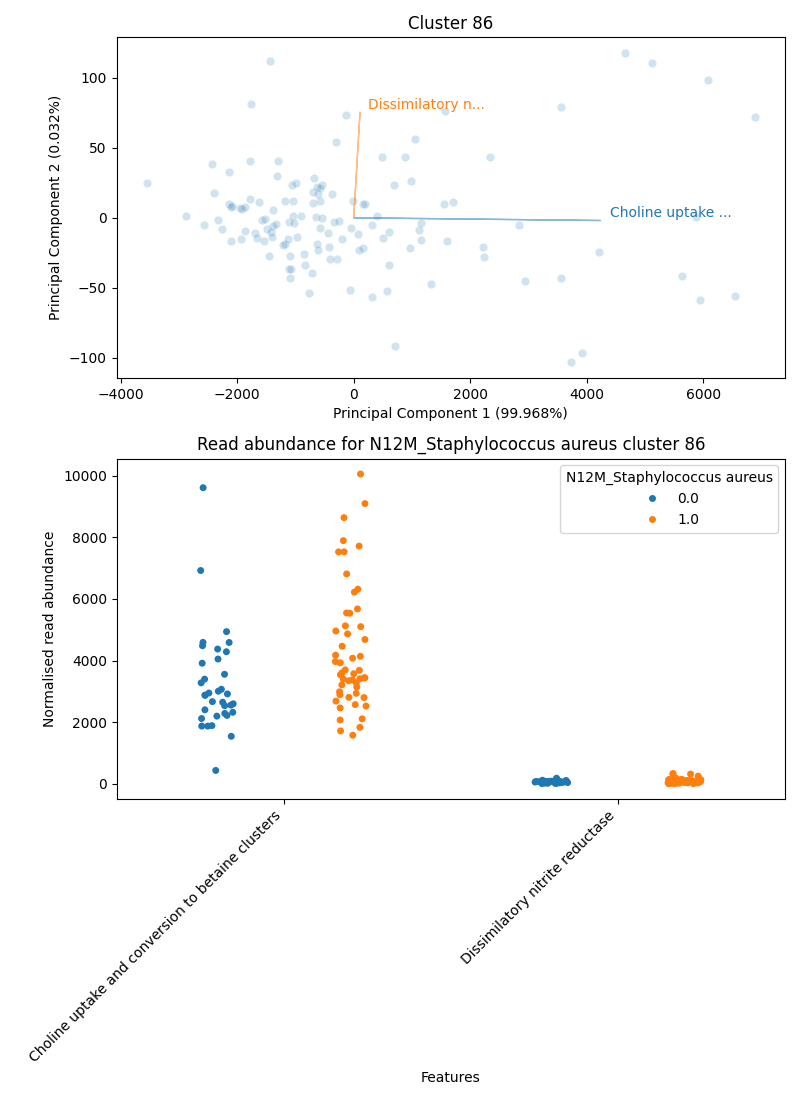 Cluster 86
Principal Component 2 (0.032%)
100
50
0
−50
−100
Dissimilatory n...
Choline uptake ...
−4000 −2000 0 2000 4000 6000
Principal Component 1 (99.968%)
Read abundance for N12M_Staphylococcus aureus cluster 86
Normalised read abundance
10000
8000
6000
4000
2000
0
N12M_Staphylococcus aureus
0.0
1.0
Choline uptake and conversion to betaine clusters
Dissimilatory nitrite reductase
Features